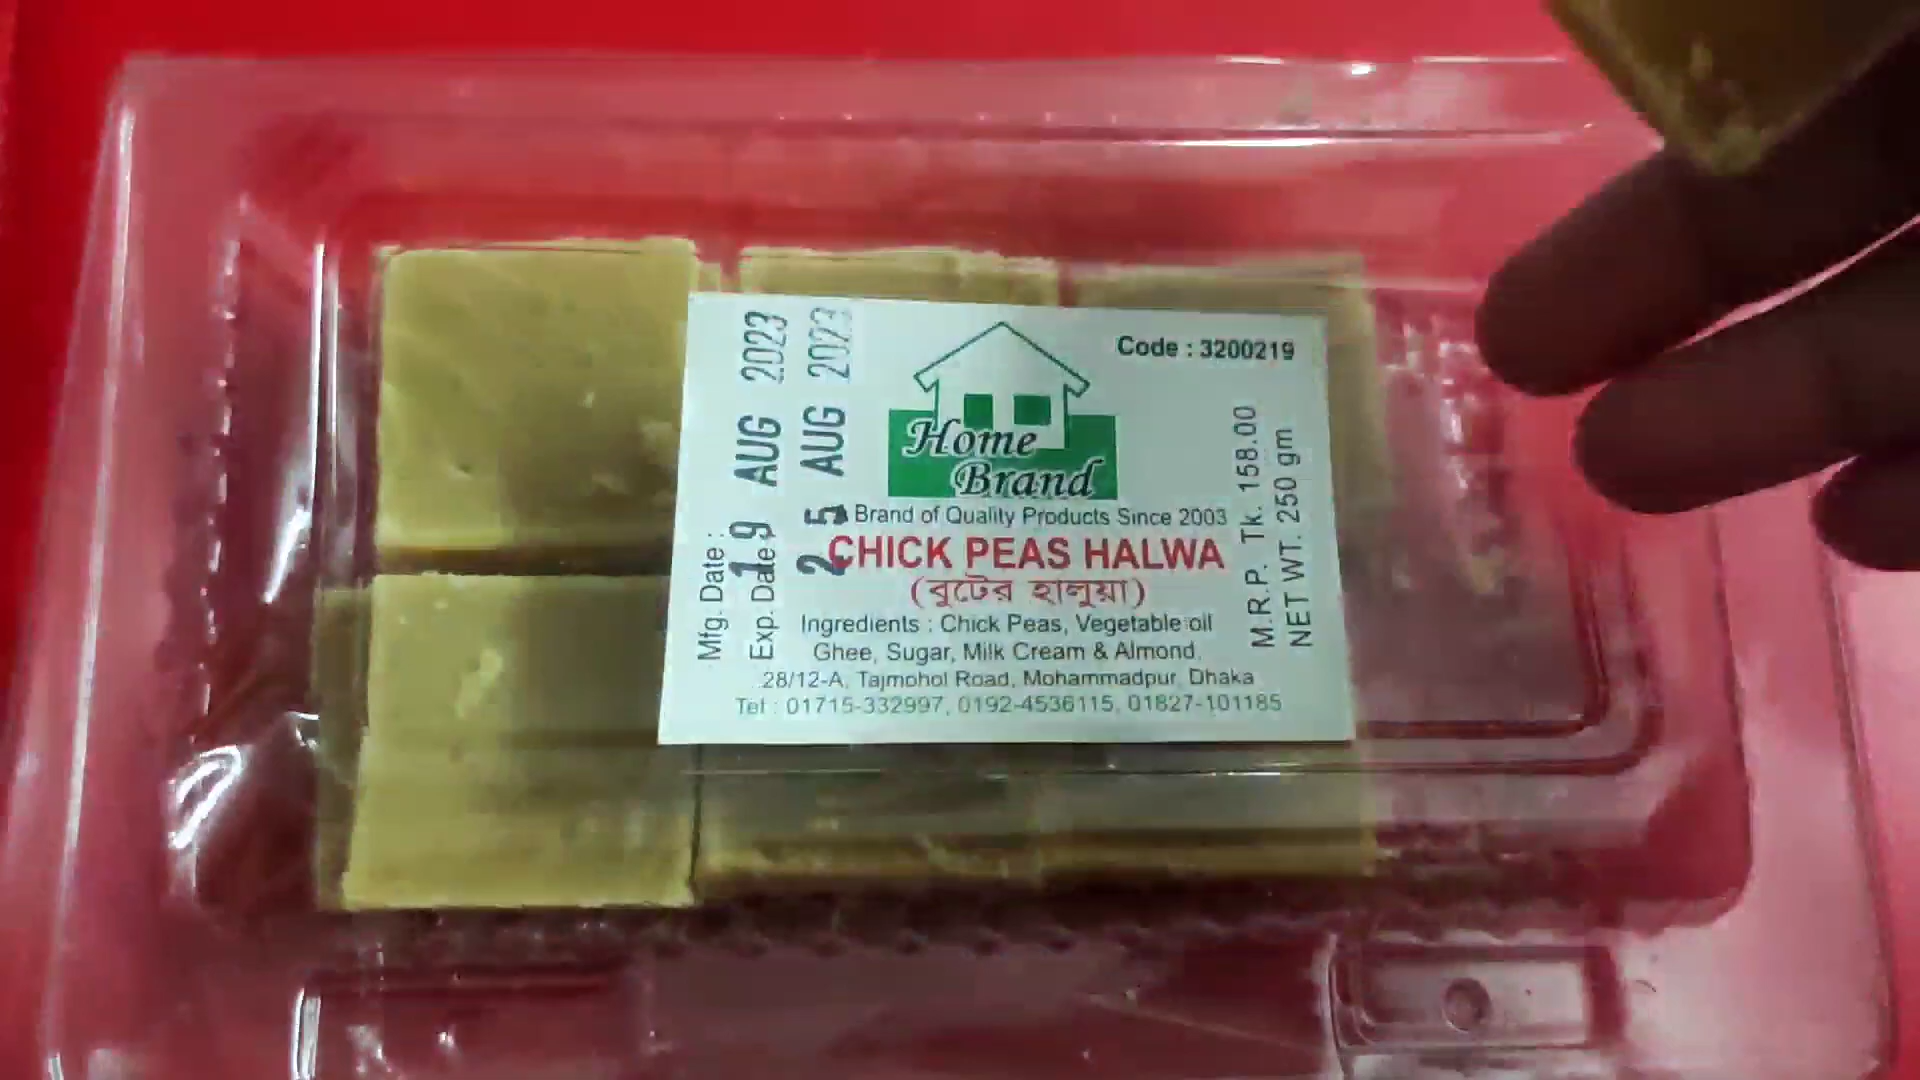 Code : 3200219
Home
Brand
Brand of Quality Products Since 2003
CHICK PEAS HALWA
(বুটের হালুয়া)
Ingredients : Chick Peas, Vegetable oil
Ghee, Sugar, Milk Cream & Almond
28/12-A, Tajmohol Road, Mohammadpur, Dhaka
Tel : 01715-332997, 0192-4536115, 01827-101185
Mfg. Date : 19 AUG 2023
Exp. Date : 25 AUG 2023
M.R.P. Tk. 158.00
NET WT. 250 gm